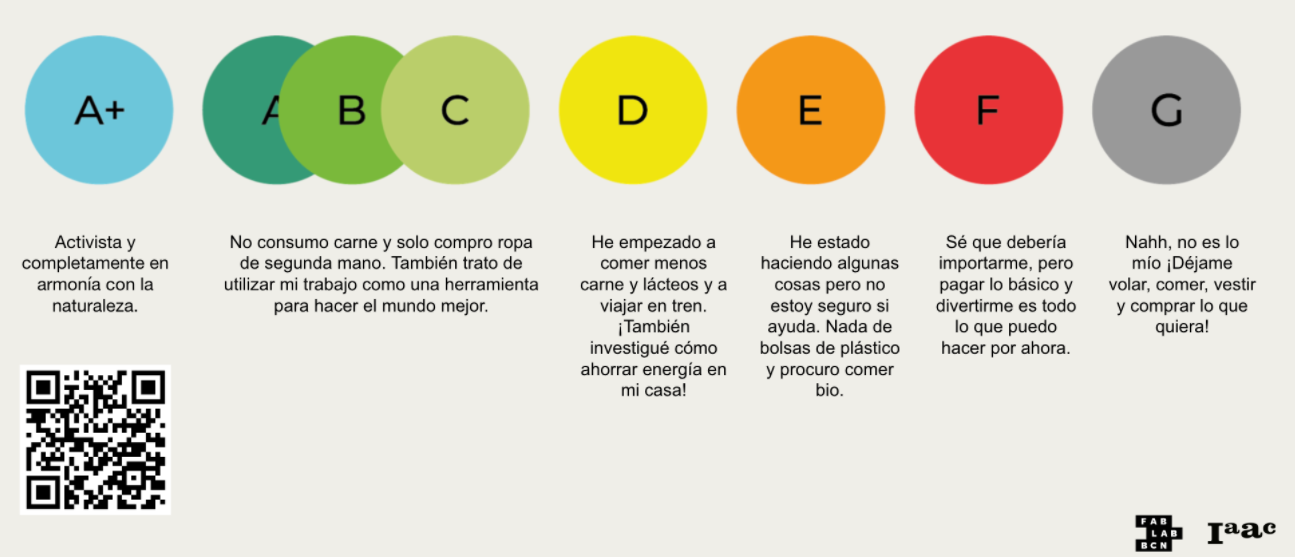 A+
A
B
C
D
E
F
G
Activista y
completamente en
armonía con la
naturaleza.
No consumo carne y solo compro ropa
de segunda mano. También trato de
utilizar mi trabajo como una herramienta
para hacer el mundo mejor.
He empezado a
comer menos
carne y lácteos y a
viajar en tren.
¡También
investigué cómo
ahorrar energía en
mi casa!
He estado
haciendo algunas
cosas pero no
estoy seguro si
ayuda. Nada de
bolsas de plástico
y procuro comer
bio.
Sé que debería
importarme, pero
pagar lo básico y
divertirme es todo
lo que puedo
hacer por ahora.
Nahh, no es lo
mío ¡Déjame
volar, comer, vestir
y comprar lo que
quiera!
FAB
LAB
BCN
Iaac